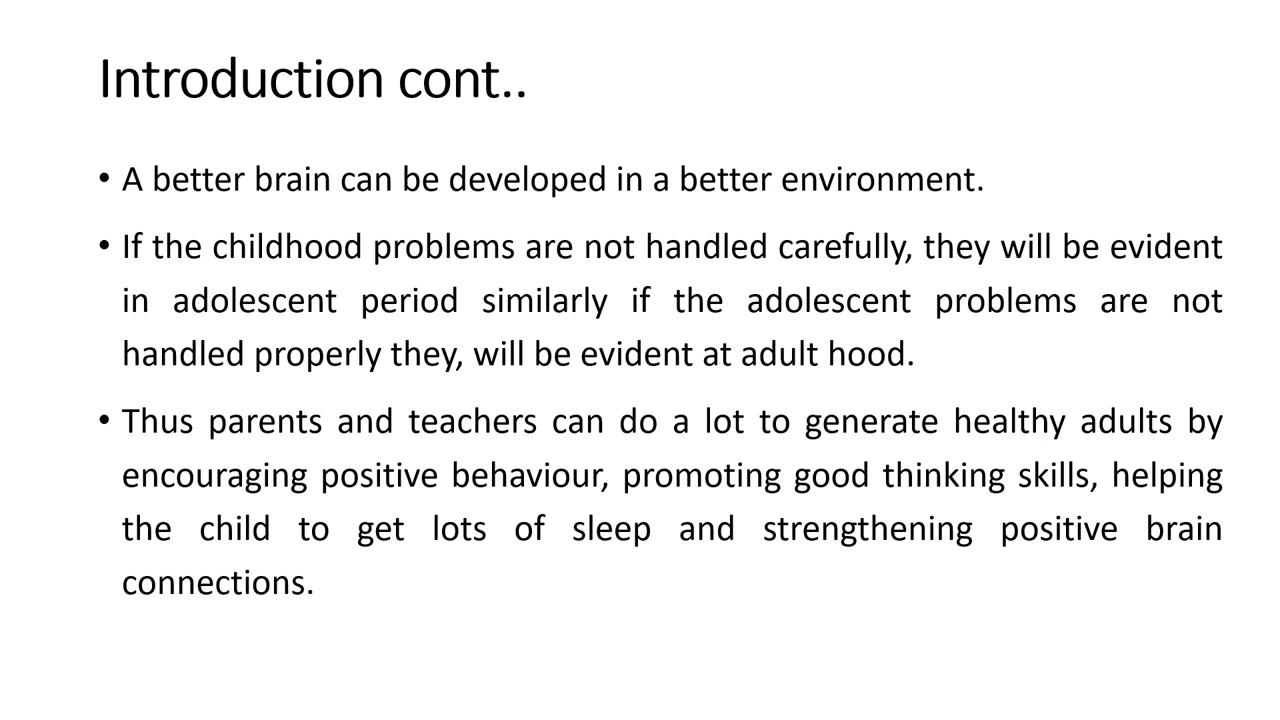 Introduction cont..
• A better brain can be developed in a better environment.
• If the childhood problems are not handled carefully, they will be evident
in adolescent period similarly if the adolescent problems are not
handled properly they, will be evident at adult hood.
• Thus parents and teachers can do a lot to generate healthy adults by
encouraging positive behaviour, promoting good thinking skills, helping
the child to get lots of sleep and strengthening positive brain
connections.